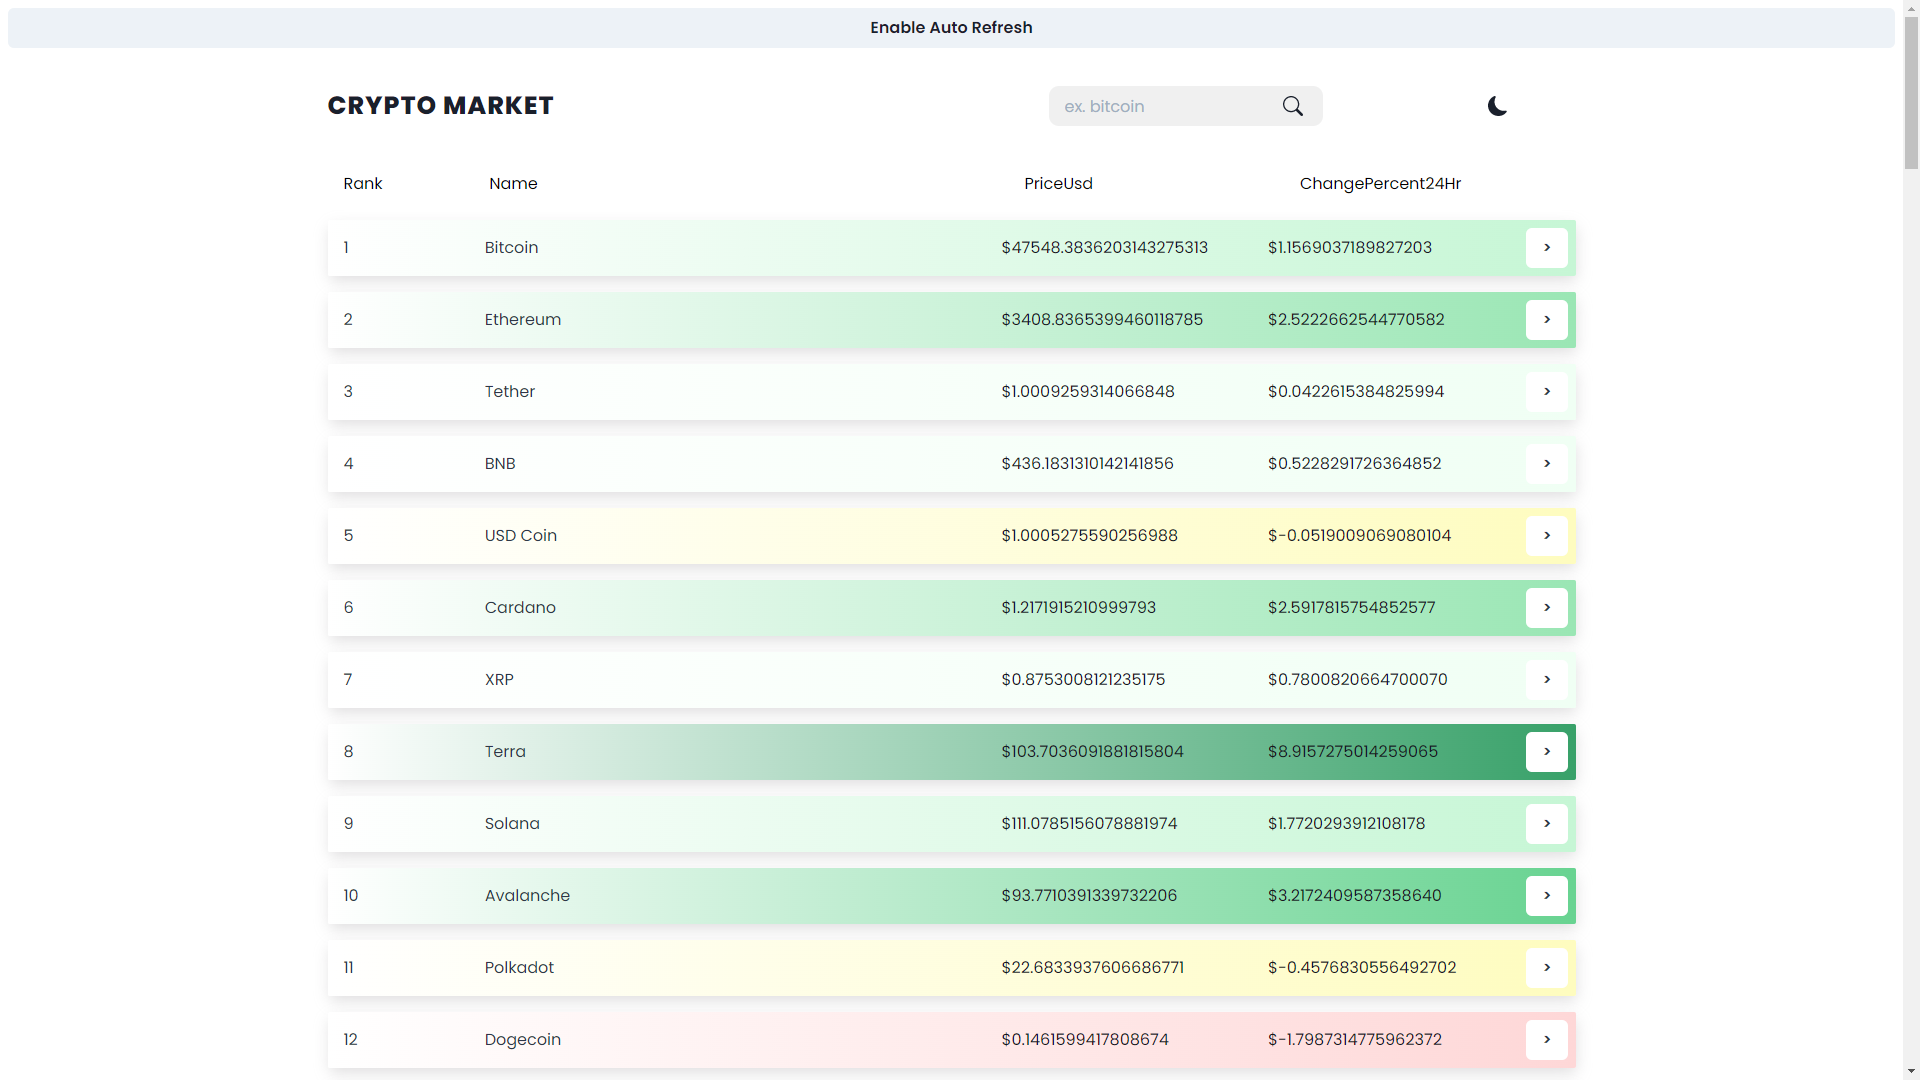 Enable Auto Refresh
CRYPTO MARKET
ex. bitcoin
Rank Name PriceUsd ChangePercent24Hr
1 Bitcoin $47548.3836203143275313 $1.1569037189827203 >
2 Ethereum $3408.8365399460118785 $2.5222662544770582 >
3 Tether $1.0009259314066848 $0.0422615384825994 >
4 BNB $436.1831310142141856 $0.5228291726364852 >
5 USD Coin $1.0005275590256988 $-0.0519009069080104 >
6 Cardano $1.2171915210999793 $2.5917815754852577 >
7 XRP $0.8753008121235175 $0.7800820664700070 >
8 Terra $103.7036091881815804 $8.9157275014259065 >
9 Solana $111.0785156078881974 $1.7720293912108178 >
10 Avalanche $93.7710391339732206 $3.2172409587358640 >
11 Polkadot $22.6833937606686771 $-0.4576830556492702 >
12 Dogecoin $0.1461599417808674 $-1.7987314775962372 >